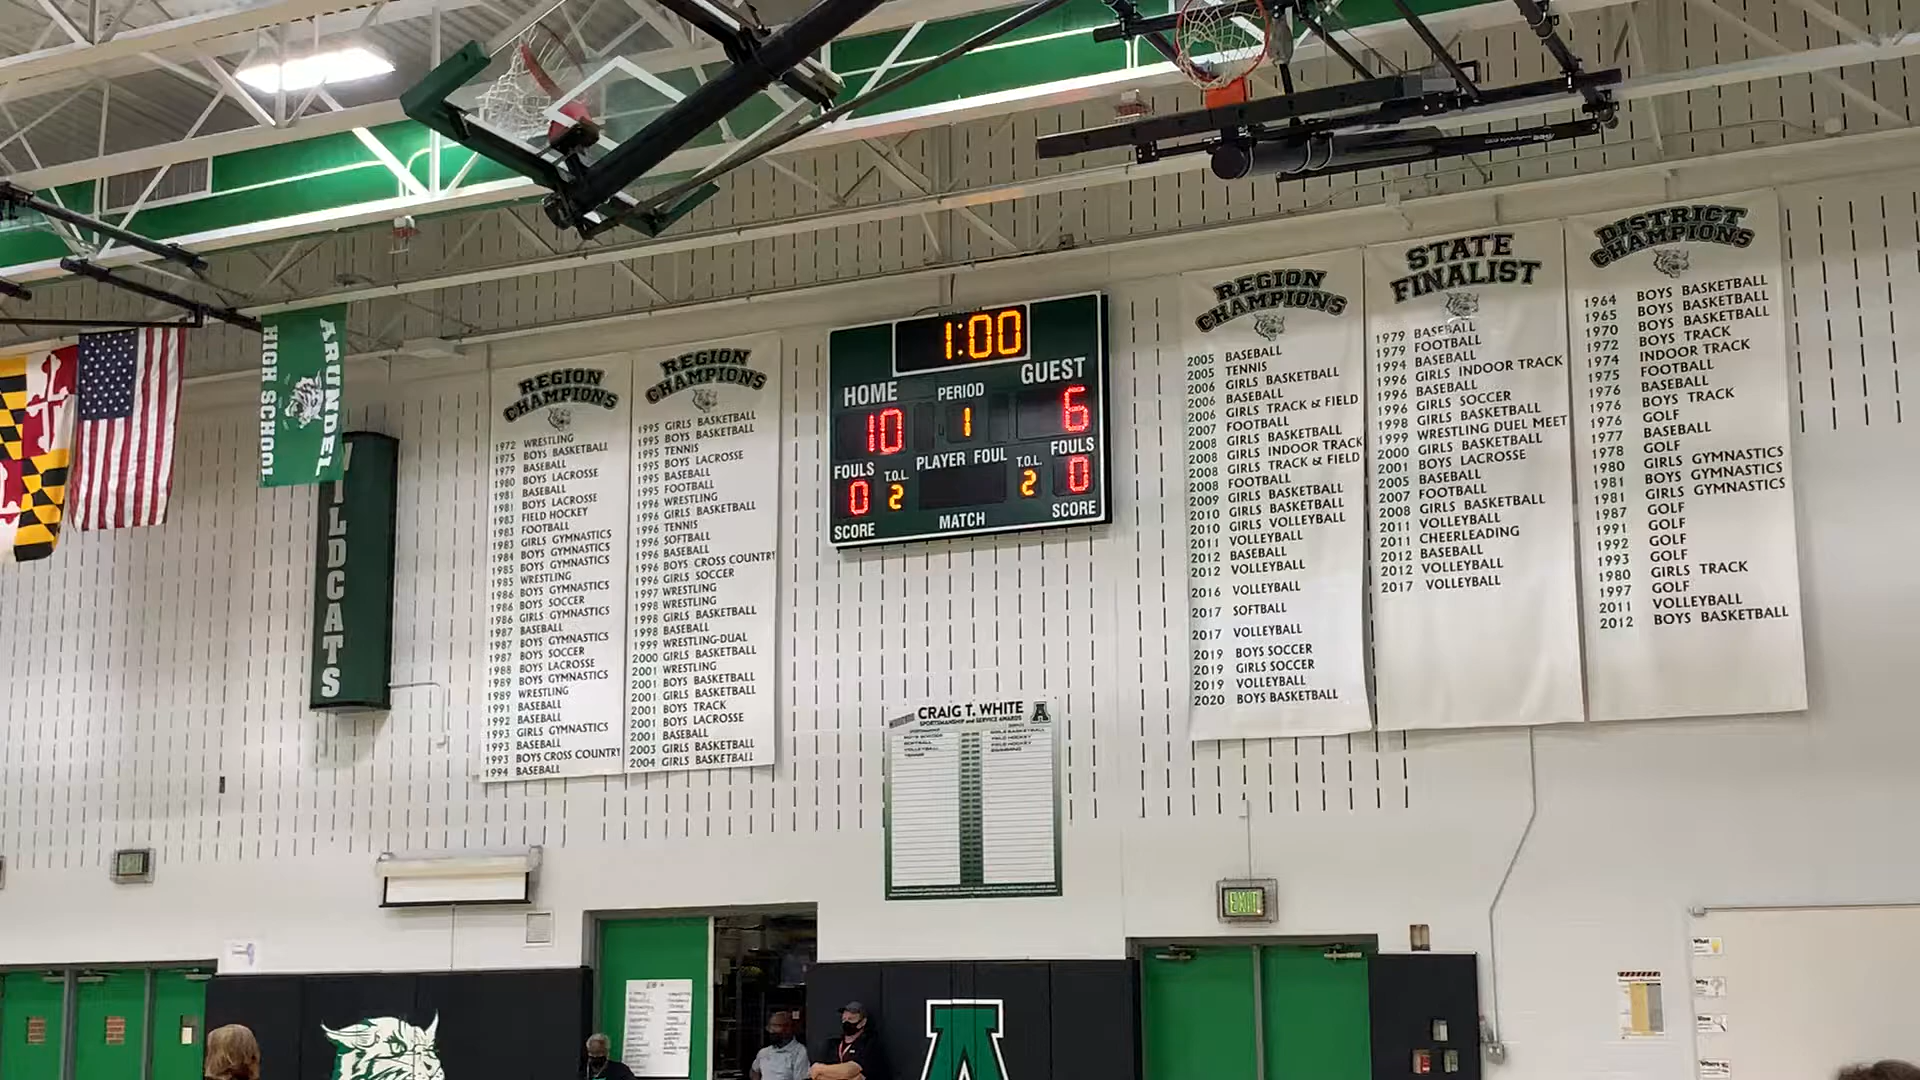 ARUNDEL
HIGH SCHOOL
WILDCATS
REGION
CHAMPIONS
1972 WRESTLING
1975 BOYS BASKETBALL
1979 BASEBALL
1980 BOYS LACROSSE
1981 BASEBALL
1981 BOYS LACROSSE
1983 FIELD HOCKEY
1983 FOOTBALL
1983 GIRLS GYMNASTICS
1984 BOYS GYMNASTICS
1985 BOYS GYMNASTICS
1985 WRESTLING
1986 BOYS GYMNASTICS
1986 BOYS SOCCER
1986 GIRLS GYMNASTICS
1987 BASEBALL
1987 BOYS GYMNASTICS
1987 BOYS SOCCER
1988 BOYS LACROSSE
1989 BOYS GYMNASTICS
1989 WRESTLING
1991 BASEBALL
1992 BASEBALL
1993 GIRLS GYMNASTICS
1993 BASEBALL
1993 BOYS CROSS COUNTRY
1994 BASEBALL
REGION
CHAMPIONS
1995 GIRLS BASKETBALL
1995 BOYS BASKETBALL
1995 TENNIS
1995 BOYS LACROSSE
1995 BASEBALL
1995 FOOTBALL
1996 WRESTLING
1996 GIRLS BASKETBALL
1996 TENNIS
1996 SOFTBALL
1996 BASEBALL
1996 BOYS CROSS COUNTRY
1996 GIRLS SOCCER
1997 WRESTLING
1998 WRESTLING
1998 GIRLS BASKETBALL
1998 BASEBALL
1999 WRESTLING-DUAL
2000 GIRLS BASKETBALL
2001 WRESTLING
2001 BOYS BASKETBALL
2001 GIRLS BASKETBALL
2001 BOYS TRACK
2001 BOYS LACROSSE
2001 BASEBALL
2003 GIRLS BASKETBALL
2004 GIRLS BASKETBALL
1:00
HOME PERIOD GUEST
10 1 6
FOULS T.O.L. PLAYER FOUL T.O.L. FOULS
0 2 2 0
SCORE MATCH SCORE
CRAIG T. WHITE
SPORTSMANSHIP and SERVICE AWARDS
REGION
CHAMPIONS
2005 BASEBALL
2005 TENNIS
2006 GIRLS BASKETBALL
2006 BASEBALL
2006 GIRLS TRACK & FIELD
2007 FOOTBALL
2008 GIRLS BASKETBALL
2008 GIRLS INDOOR TRACK
2008 GIRLS TRACK & FIELD
2008 FOOTBALL
2009 GIRLS BASKETBALL
2010 GIRLS BASKETBALL
2010 GIRLS VOLLEYBALL
2011 VOLLEYBALL
2012 BASEBALL
2012 VOLLEYBALL
2016 VOLLEYBALL
2017 SOFTBALL
2017 VOLLEYBALL
2019 BOYS SOCCER
2019 GIRLS SOCCER
2019 VOLLEYBALL
2020 BOYS BASKETBALL
STATE
FINALIST
1979 BASEBALL
1979 FOOTBALL
1994 BASEBALL
1996 GIRLS INDOOR TRACK
1996 BASEBALL
1996 GIRLS SOCCER
1998 GIRLS BASKETBALL
1999 WRESTLING DUEL MEET
2000 GIRLS BASKETBALL
2001 BOYS LACROSSE
2005 BASEBALL
2007 FOOTBALL
2008 GIRLS BASKETBALL
2011 VOLLEYBALL
2011 CHEERLEADING
2012 BASEBALL
2012 VOLLEYBALL
2017 VOLLEYBALL
DISTRICT
CHAMPIONS
1964 BOYS BASKETBALL
1965 BOYS BASKETBALL
1970 BOYS BASKETBALL
1972 BOYS TRACK
1974 INDOOR TRACK
1975 FOOTBALL
1976 BASEBALL
1976 BOYS TRACK
1976 GOLF
1977 BASEBALL
1978 GOLF
1980 GIRLS GYMNASTICS
1981 BOYS GYMNASTICS
1981 GIRLS GYMNASTICS
1987 GOLF
1991 GOLF
1992 GOLF
1993 GOLF
1980 GIRLS TRACK
1997 GOLF
2011 VOLLEYBALL
2012 BOYS BASKETBALL
EXIT
A
What
Why
How